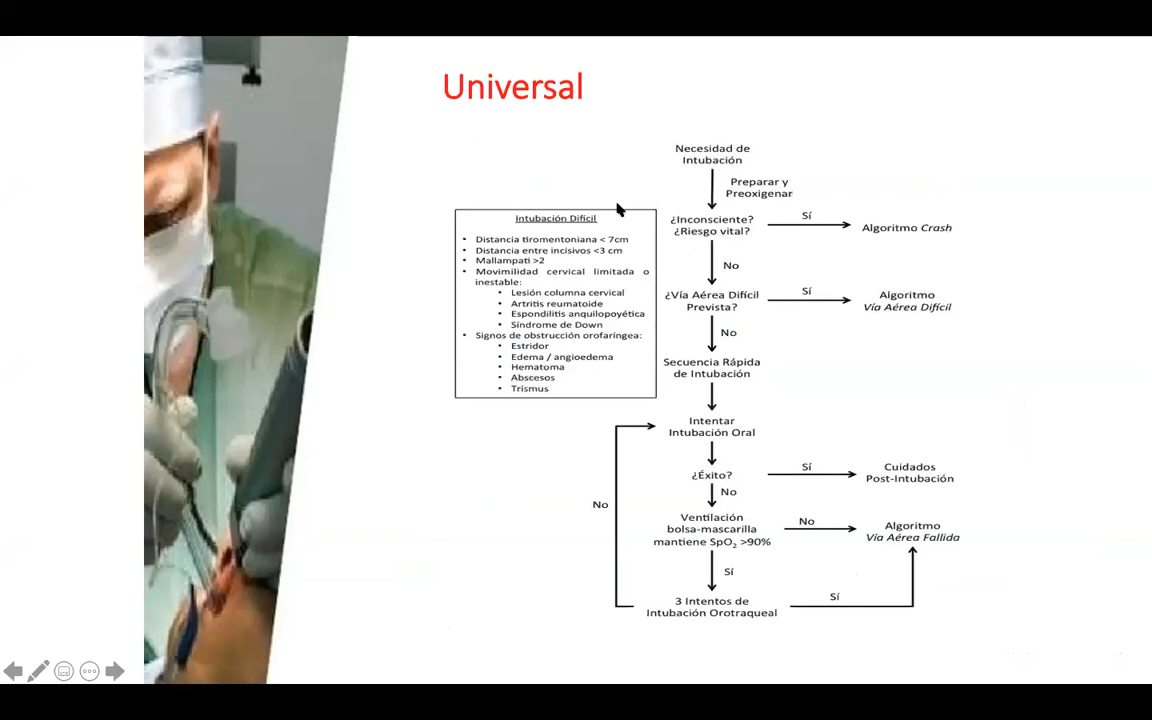 Universal
Necesidad de
Intubación
Preparar y
Preoxigenar
¿Inconsciente?
¿Riesgo vital?
Sí
Algoritmo Crash
No
Intubación Difícil
• Distancia tiromentoniana < 7cm
• Distancia entre incisivos <3 cm
• Mallampati >2
• Movimilidad cervical limitada o
inestable:
• Lesión columna cervical
• Artritis reumatoide
• Espondilitis anquilopoyética
• Síndrome de Down
• Signos de obstrucción orofaríngea:
• Estridor
• Edema / angioedema
• Hematoma
• Abscesos
• Trismus
¿Vía Aérea Difícil
Prevista?
Sí
Algoritmo
Vía Aérea Difícil
No
Secuencia Rápida
de Intubación
Intentar
Intubación Oral
¿Éxito?
Sí
Cuidados
Post-Intubación
No
Ventilación
bolsa-mascarilla
mantiene SpO₂ >90%
No
Algoritmo
Vía Aérea Fallida
Sí
3 Intentos de
Intubación Orotraqueal
Sí
No